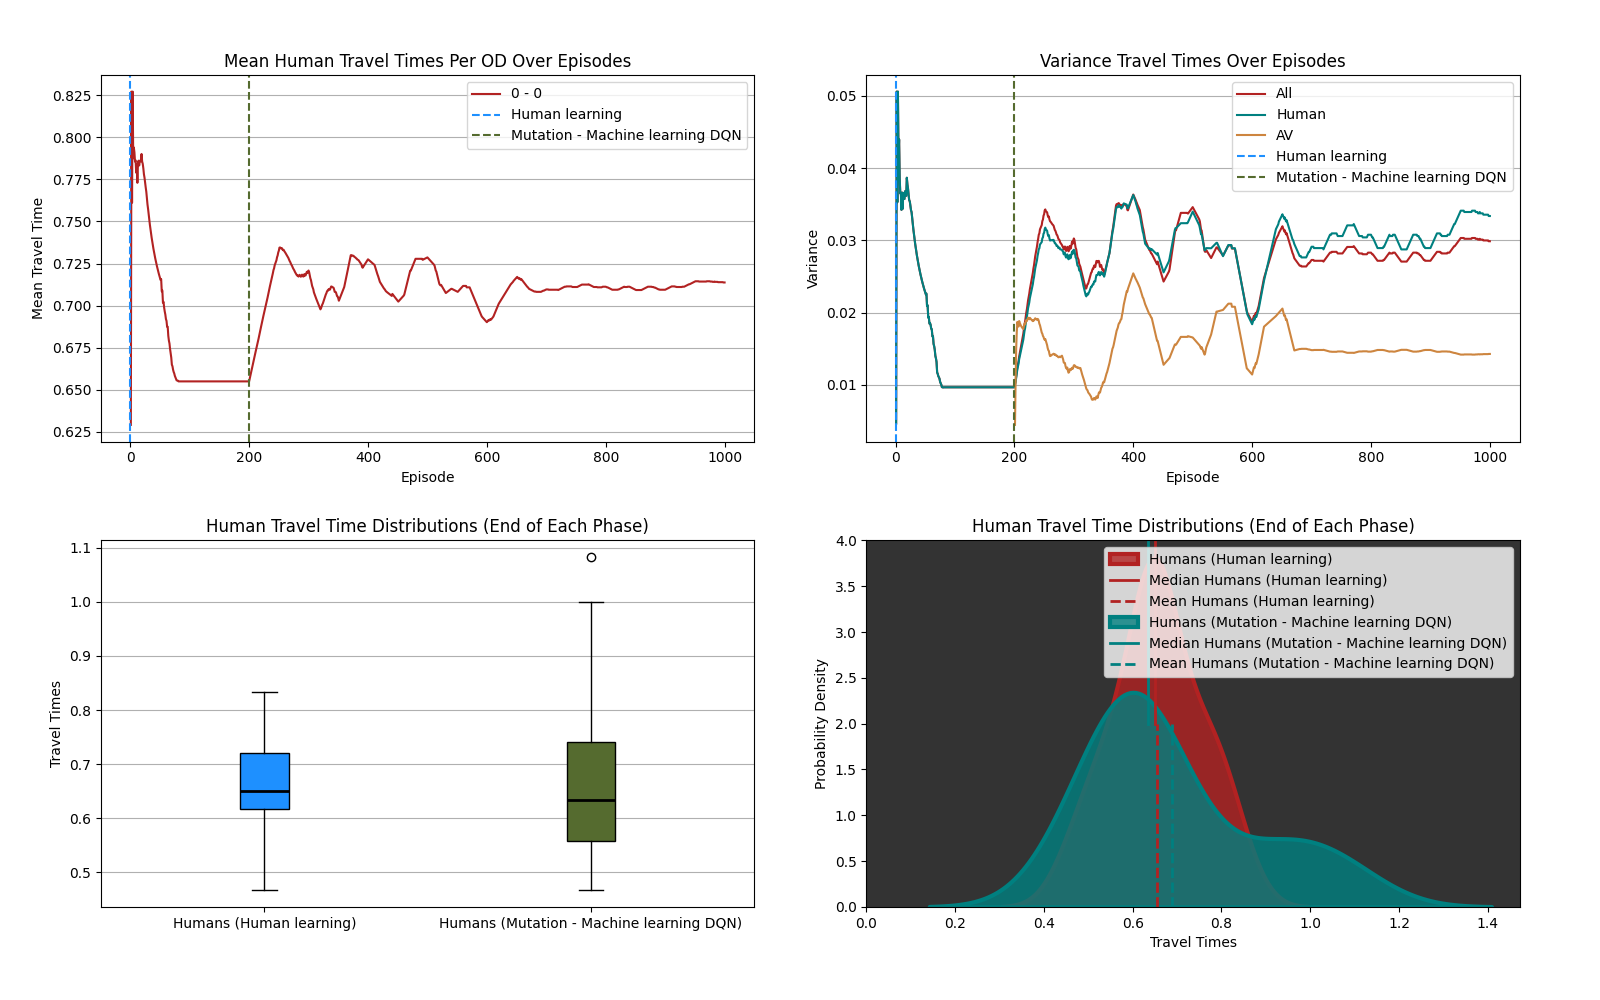 Mean Human Travel Times Per OD Over Episodes
Mean Travel Time
0.825
0.800
0.775
0.750
0.725
0.700
0.675
0.650
0.625
0 - 0
Human learning
Mutation - Machine learning DQN
0 200 400 600 800 1000
Episode
Variance Travel Times Over Episodes
Variance
0.05
0.04
0.03
0.02
0.01
All
Human
AV
Human learning
Mutation - Machine learning DQN
0 200 400 600 800 1000
Episode
Human Travel Time Distributions (End of Each Phase)
Travel Times
1.1
1.0
0.9
0.8
0.7
0.6
0.5
Humans (Human learning) Humans (Mutation - Machine learning DQN)
Human Travel Time Distributions (End of Each Phase)
Probability Density
4.0
3.5
3.0
2.5
2.0
1.5
1.0
0.5
0.0
Humans (Human learning)
Median Humans (Human learning)
Mean Humans (Human learning)
Humans (Mutation - Machine learning DQN)
Median Humans (Mutation - Machine learning DQN)
Mean Humans (Mutation - Machine learning DQN)
0.0 0.2 0.4 0.6 0.8 1.0 1.2 1.4
Travel Times